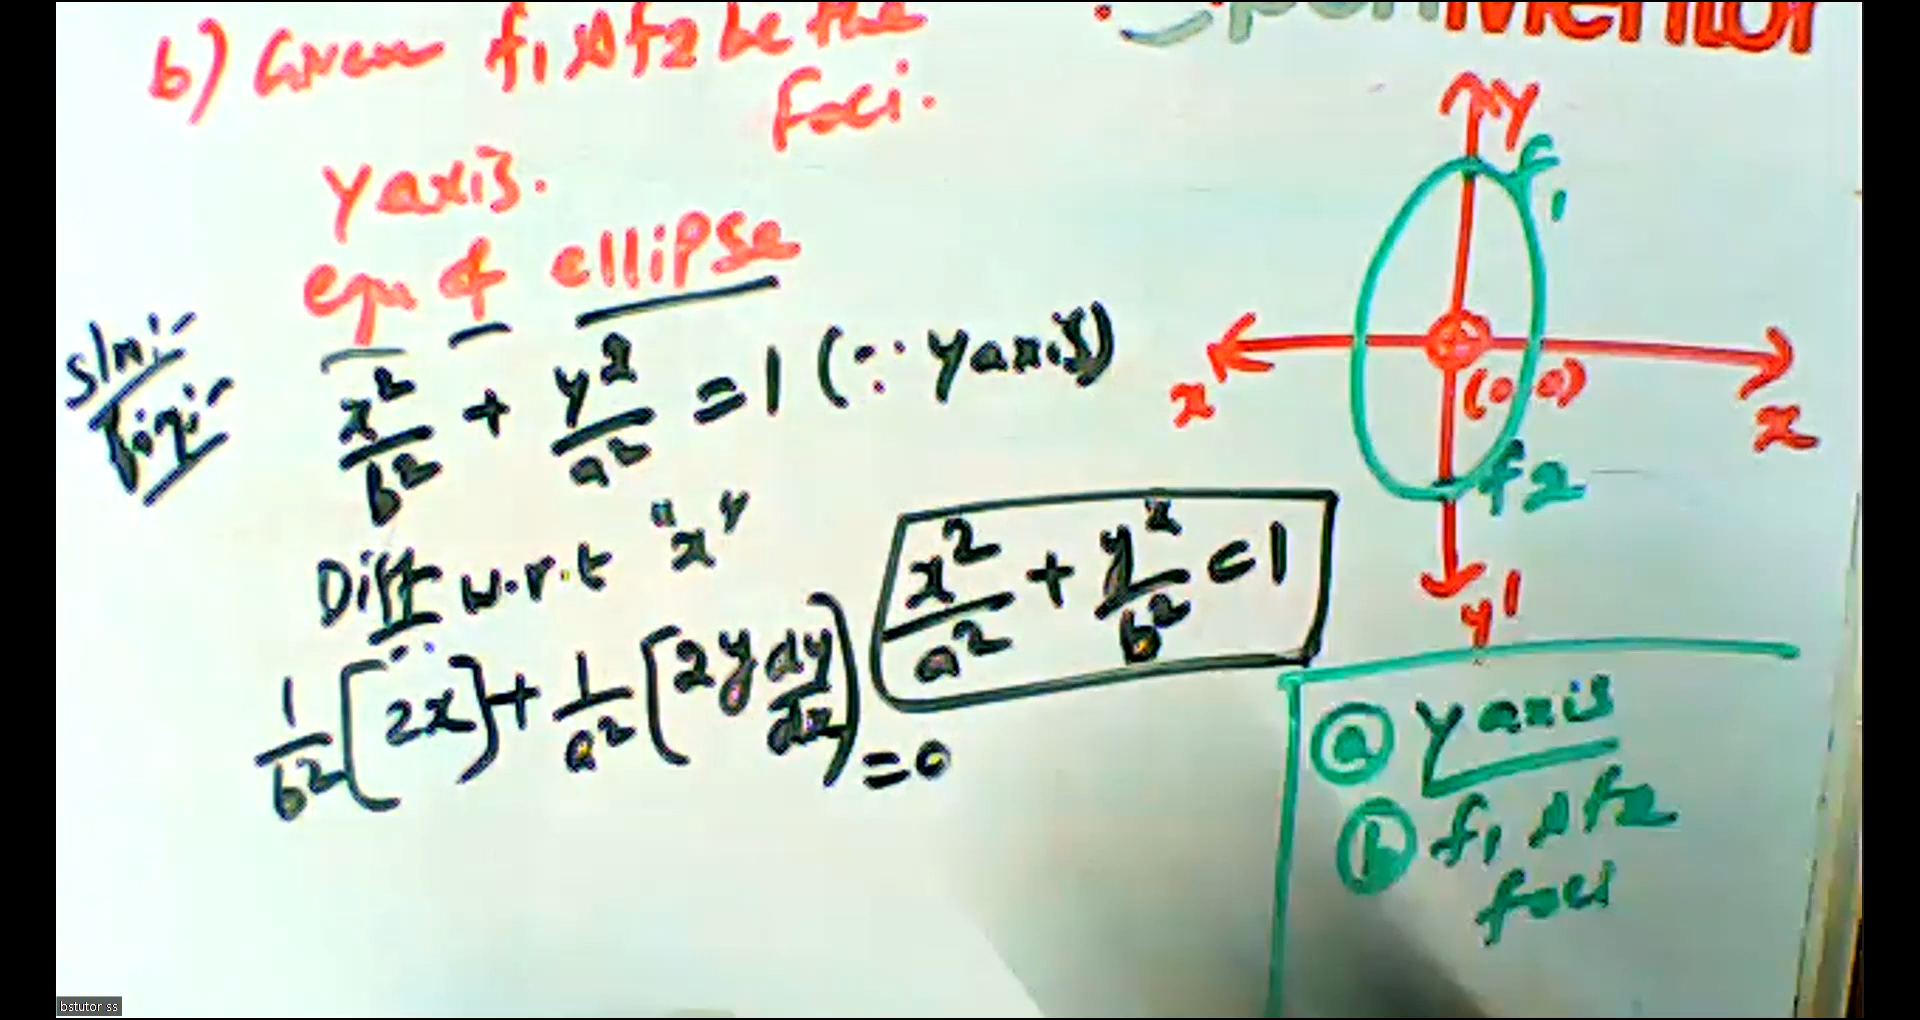 OpenMentor
b) Given f1 & f2 be the
foci.
y axis.
eqn of ellipse
sln:-
x²/b² + y²/a² = 1 (∵ y axis)
Diff w.r.t "x"
1/b² [2x] + 1/a² [2y dy/dx] = 0
x²/a² + y²/b² = 1
y
f1
x
(0,0)
x
f2
y1
a y axis
b f1 & f2
foci
bstutor ss